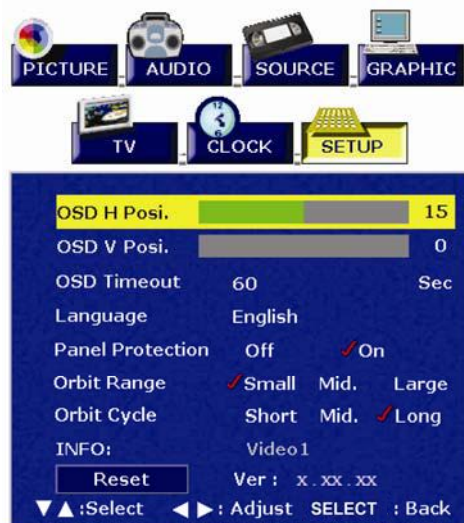 PICTURE AUDIO SOURCE GRAPHIC
12
6
TV CLOCK SETUP
OSD H Posi. 15
OSD V Posi. 0
OSD Timeout 60 Sec
Language English
Panel Protection Off On
Orbit Range Small Mid. Large
Orbit Cycle Short Mid. Long
INFO: Video1
Reset Ver : x.xx.xx
▼▲:Select ◀▶: Adjust SELECT : Back